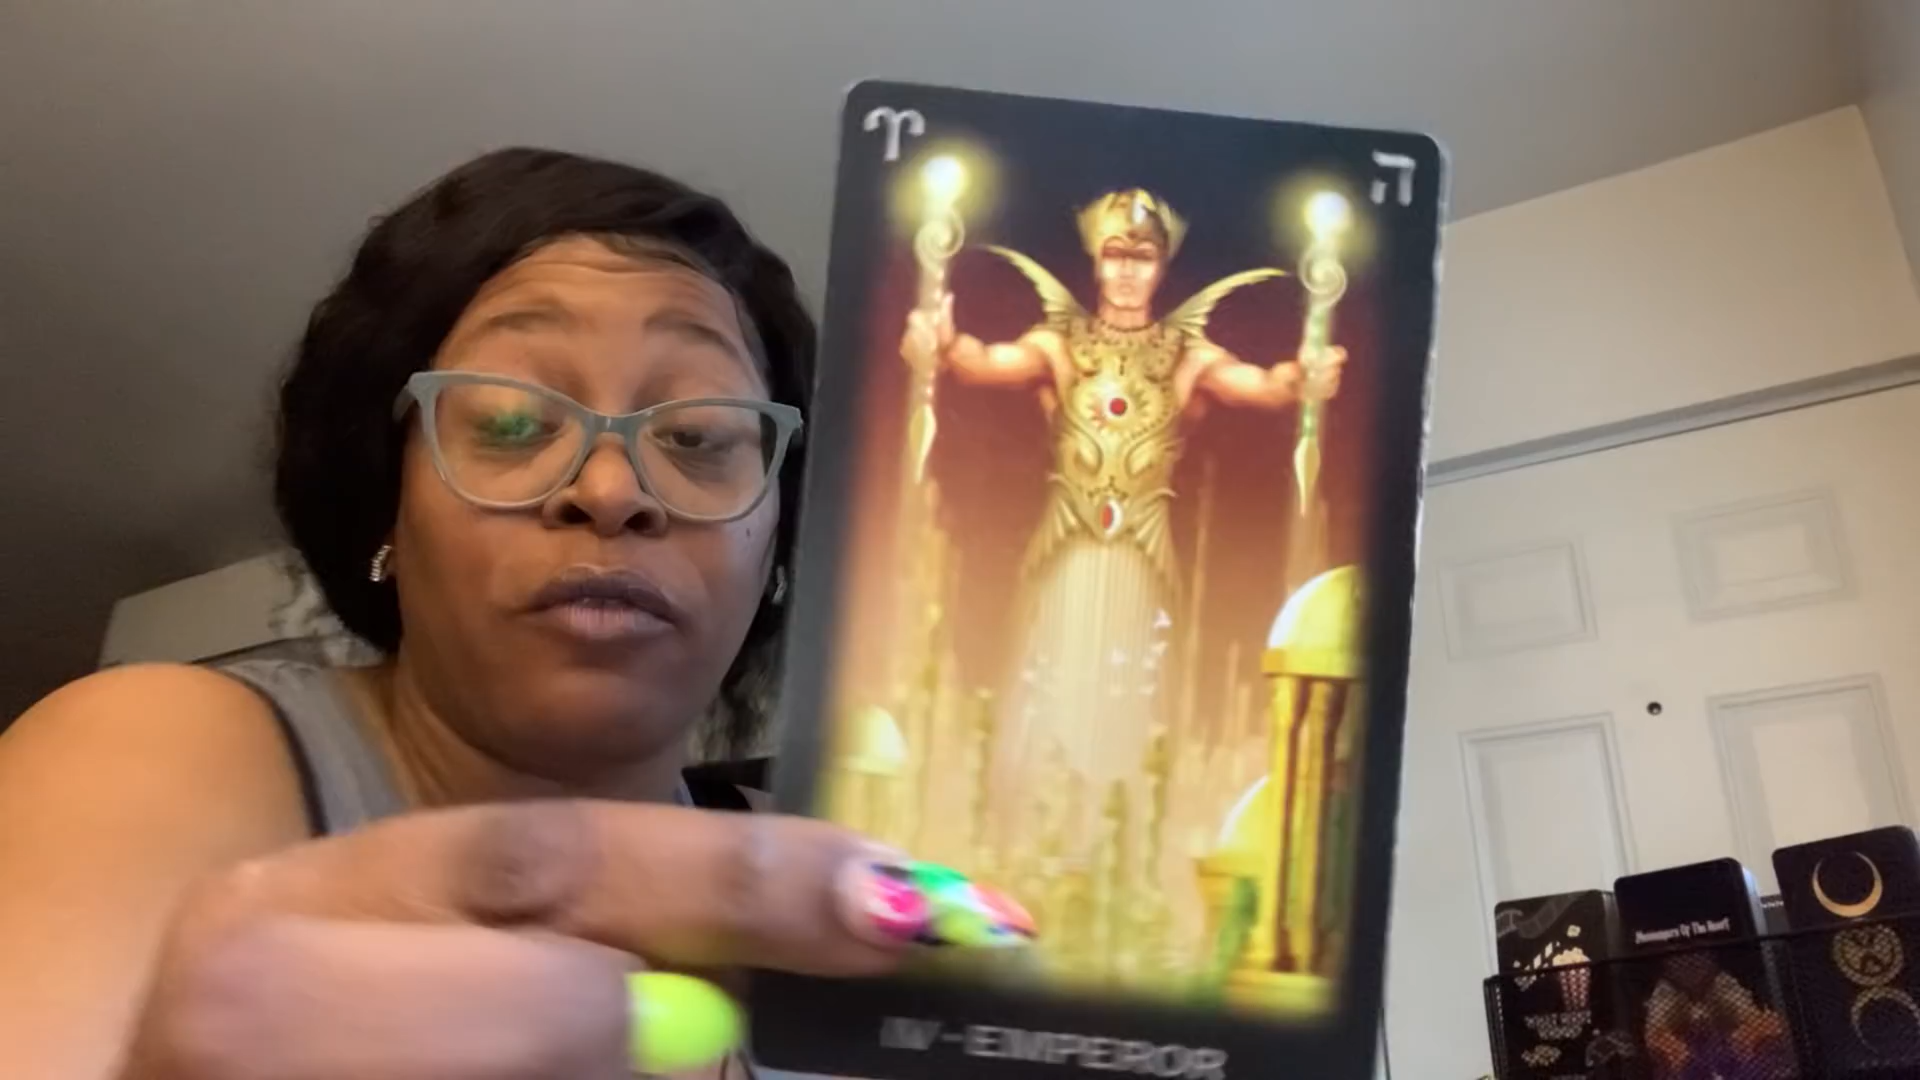 ♈ ה
IV - EMPEROR
Messengers Of The Heart